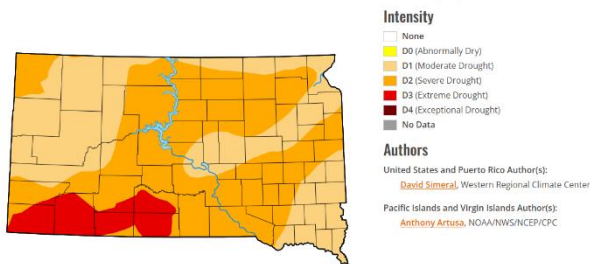 Intensity
None
D0 (Abnormally Dry)
D1 (Moderate Drought)
D2 (Severe Drought)
D3 (Extreme Drought)
D4 (Exceptional Drought)
No Data
Authors
United States and Puerto Rico Author(s):
David Simeral, Western Regional Climate Center
Pacific Islands and Virgin Islands Author(s):
Anthony Artusa, NOAA/NWS/NCEP/CPC